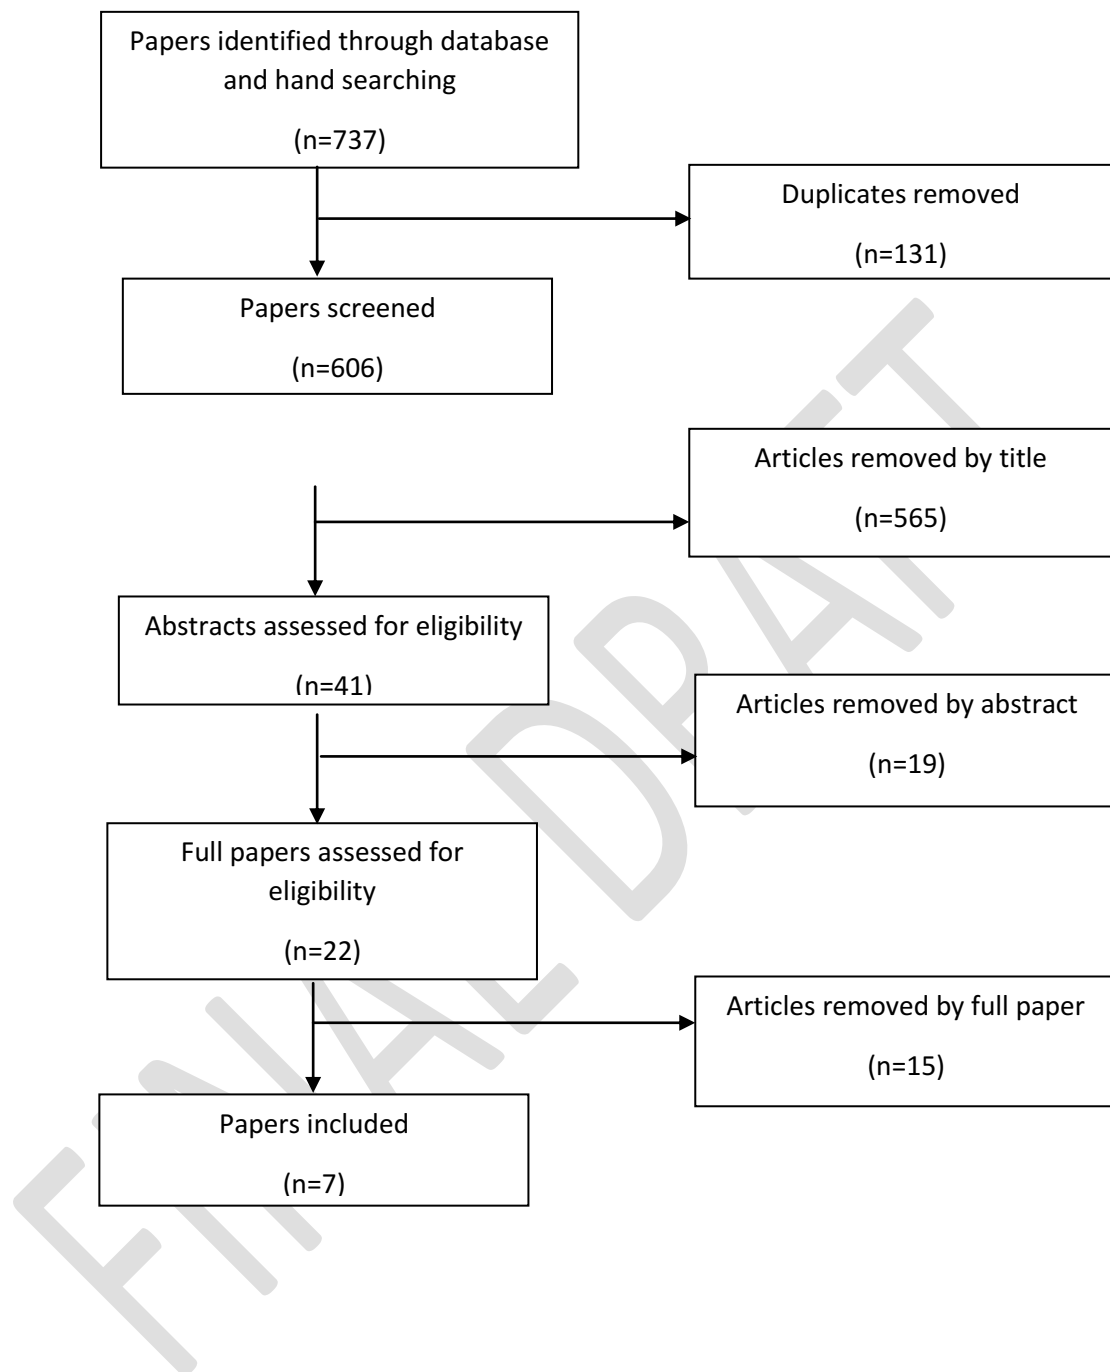 Papers identified through database
and hand searching
(n=737)
Duplicates removed
(n=131)
Papers screened
(n=606)
Articles removed by title
(n=565)
Abstracts assessed for eligibility
(n=41)
Articles removed by abstract
(n=19)
Full papers assessed for
eligibility
(n=22)
Articles removed by full paper
(n=15)
Papers included
(n=7)
FINAL DRAFT